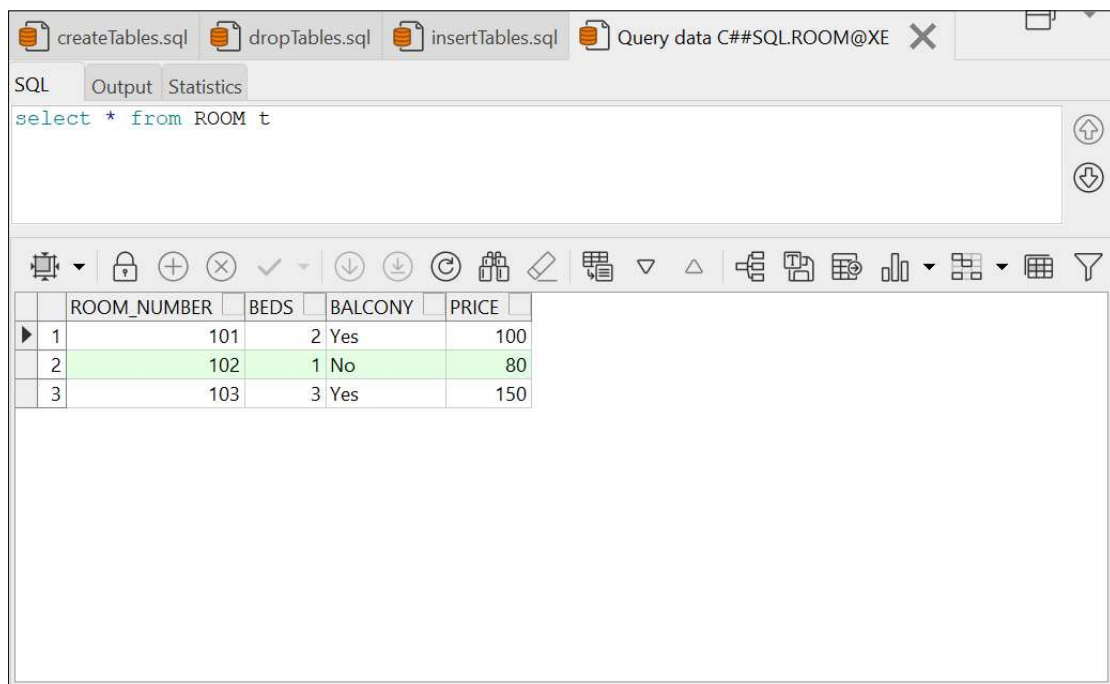 createTables.sql dropTables.sql insertTables.sql Query data C##SQL.ROOM@XE
SQL Output Statistics
select * from ROOM t
ROOM_NUMBER BEDS BALCONY PRICE
1 101 2 Yes 100
2 102 1 No 80
3 103 3 Yes 150